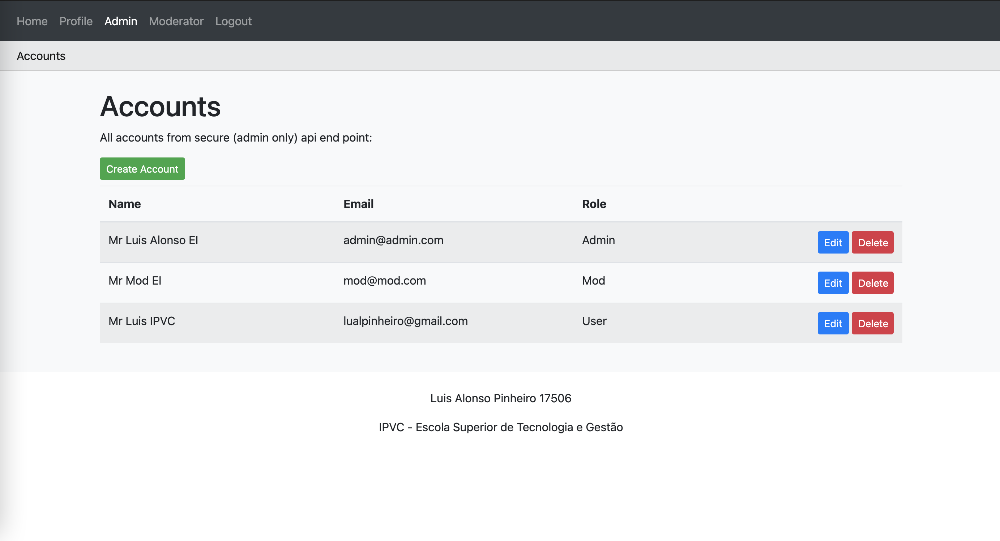 Home Profile Admin Moderator Logout
Accounts
Accounts
All accounts from secure (admin only) api end point:
Create Account
Name Email Role
Mr Luis Alonso EI admin@admin.com Admin Edit Delete
Mr Mod EI mod@mod.com Mod Edit Delete
Mr Luis IPVC lualpinheiro@gmail.com User Edit Delete
Luis Alonso Pinheiro 17506
IPVC - Escola Superior de Tecnologia e Gestão